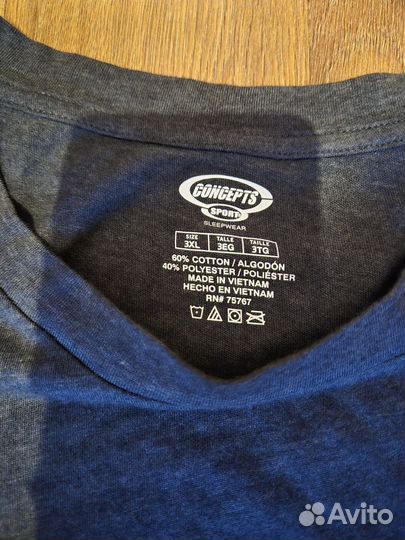 CONCEPTS
SPORT
SLEEPWEAR
SIZE TALLE TAILLE
3XL 3EG 3TG
60% COTTON / ALGODÓN
40% POLYESTER / POLIÉSTER
MADE IN VIETNAM
HECHO EN VIETNAM
RN# 75767
Avito